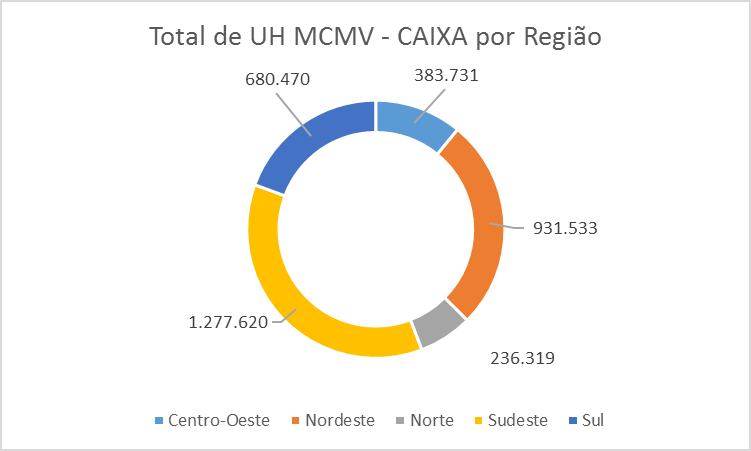 Total de UH MCMV - CAIXA por Região
680.470
383.731
931.533
1.277.620
236.319
Centro-Oeste Nordeste Norte Sudeste Sul